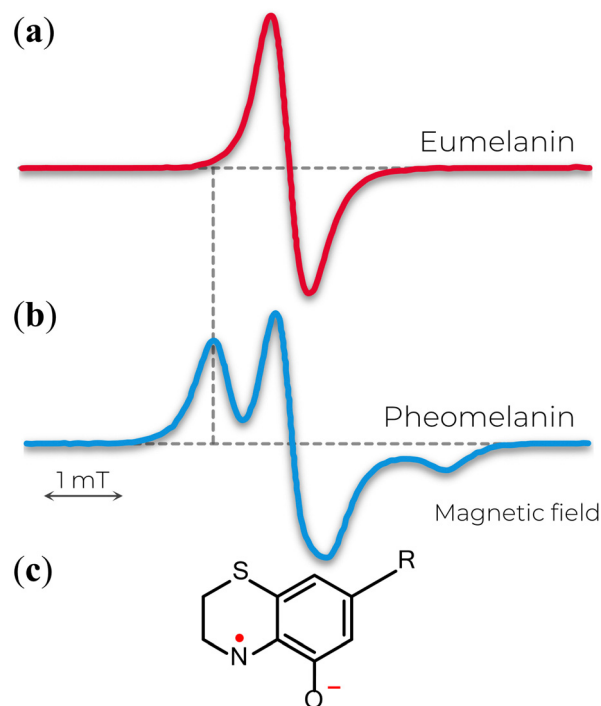 (a)
Eumelanin
(b)
Pheomelanin
1 mT
Magnetic field
(c)
S
R
N
O
–